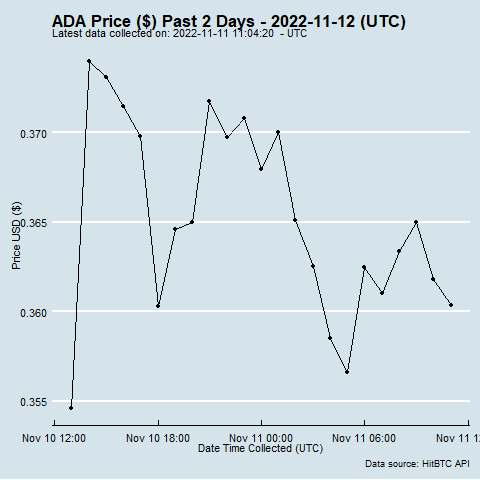 ADA Price ($) Past 2 Days - 2022-11-12 (UTC)
Latest data collected on: 2022-11-11 11:04:20 - UTC
0.370
0.365
0.360
0.355
Price USD ($)
Nov 10 12:00 Nov 10 18:00 Nov 11 00:00 Nov 11 06:00 Nov 11
Date Time Collected (UTC)
Data source: HitBTC API